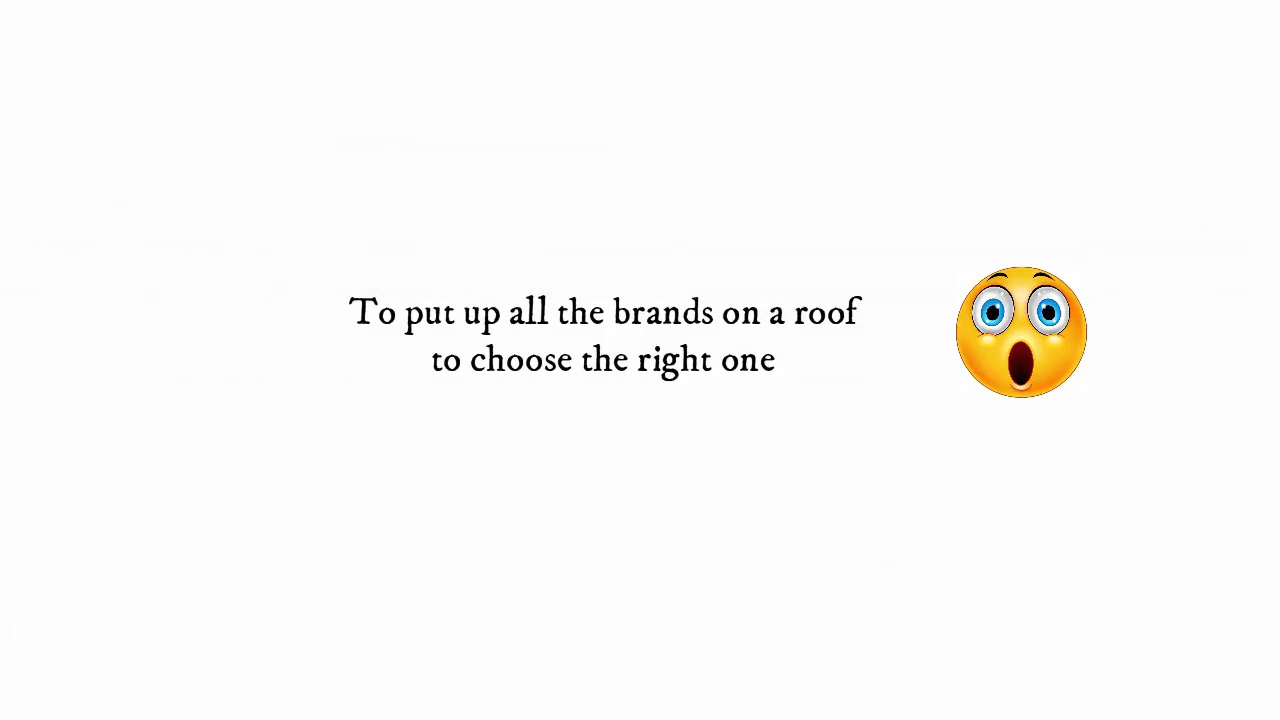 To put up all the brands on a roof
to choose the right one